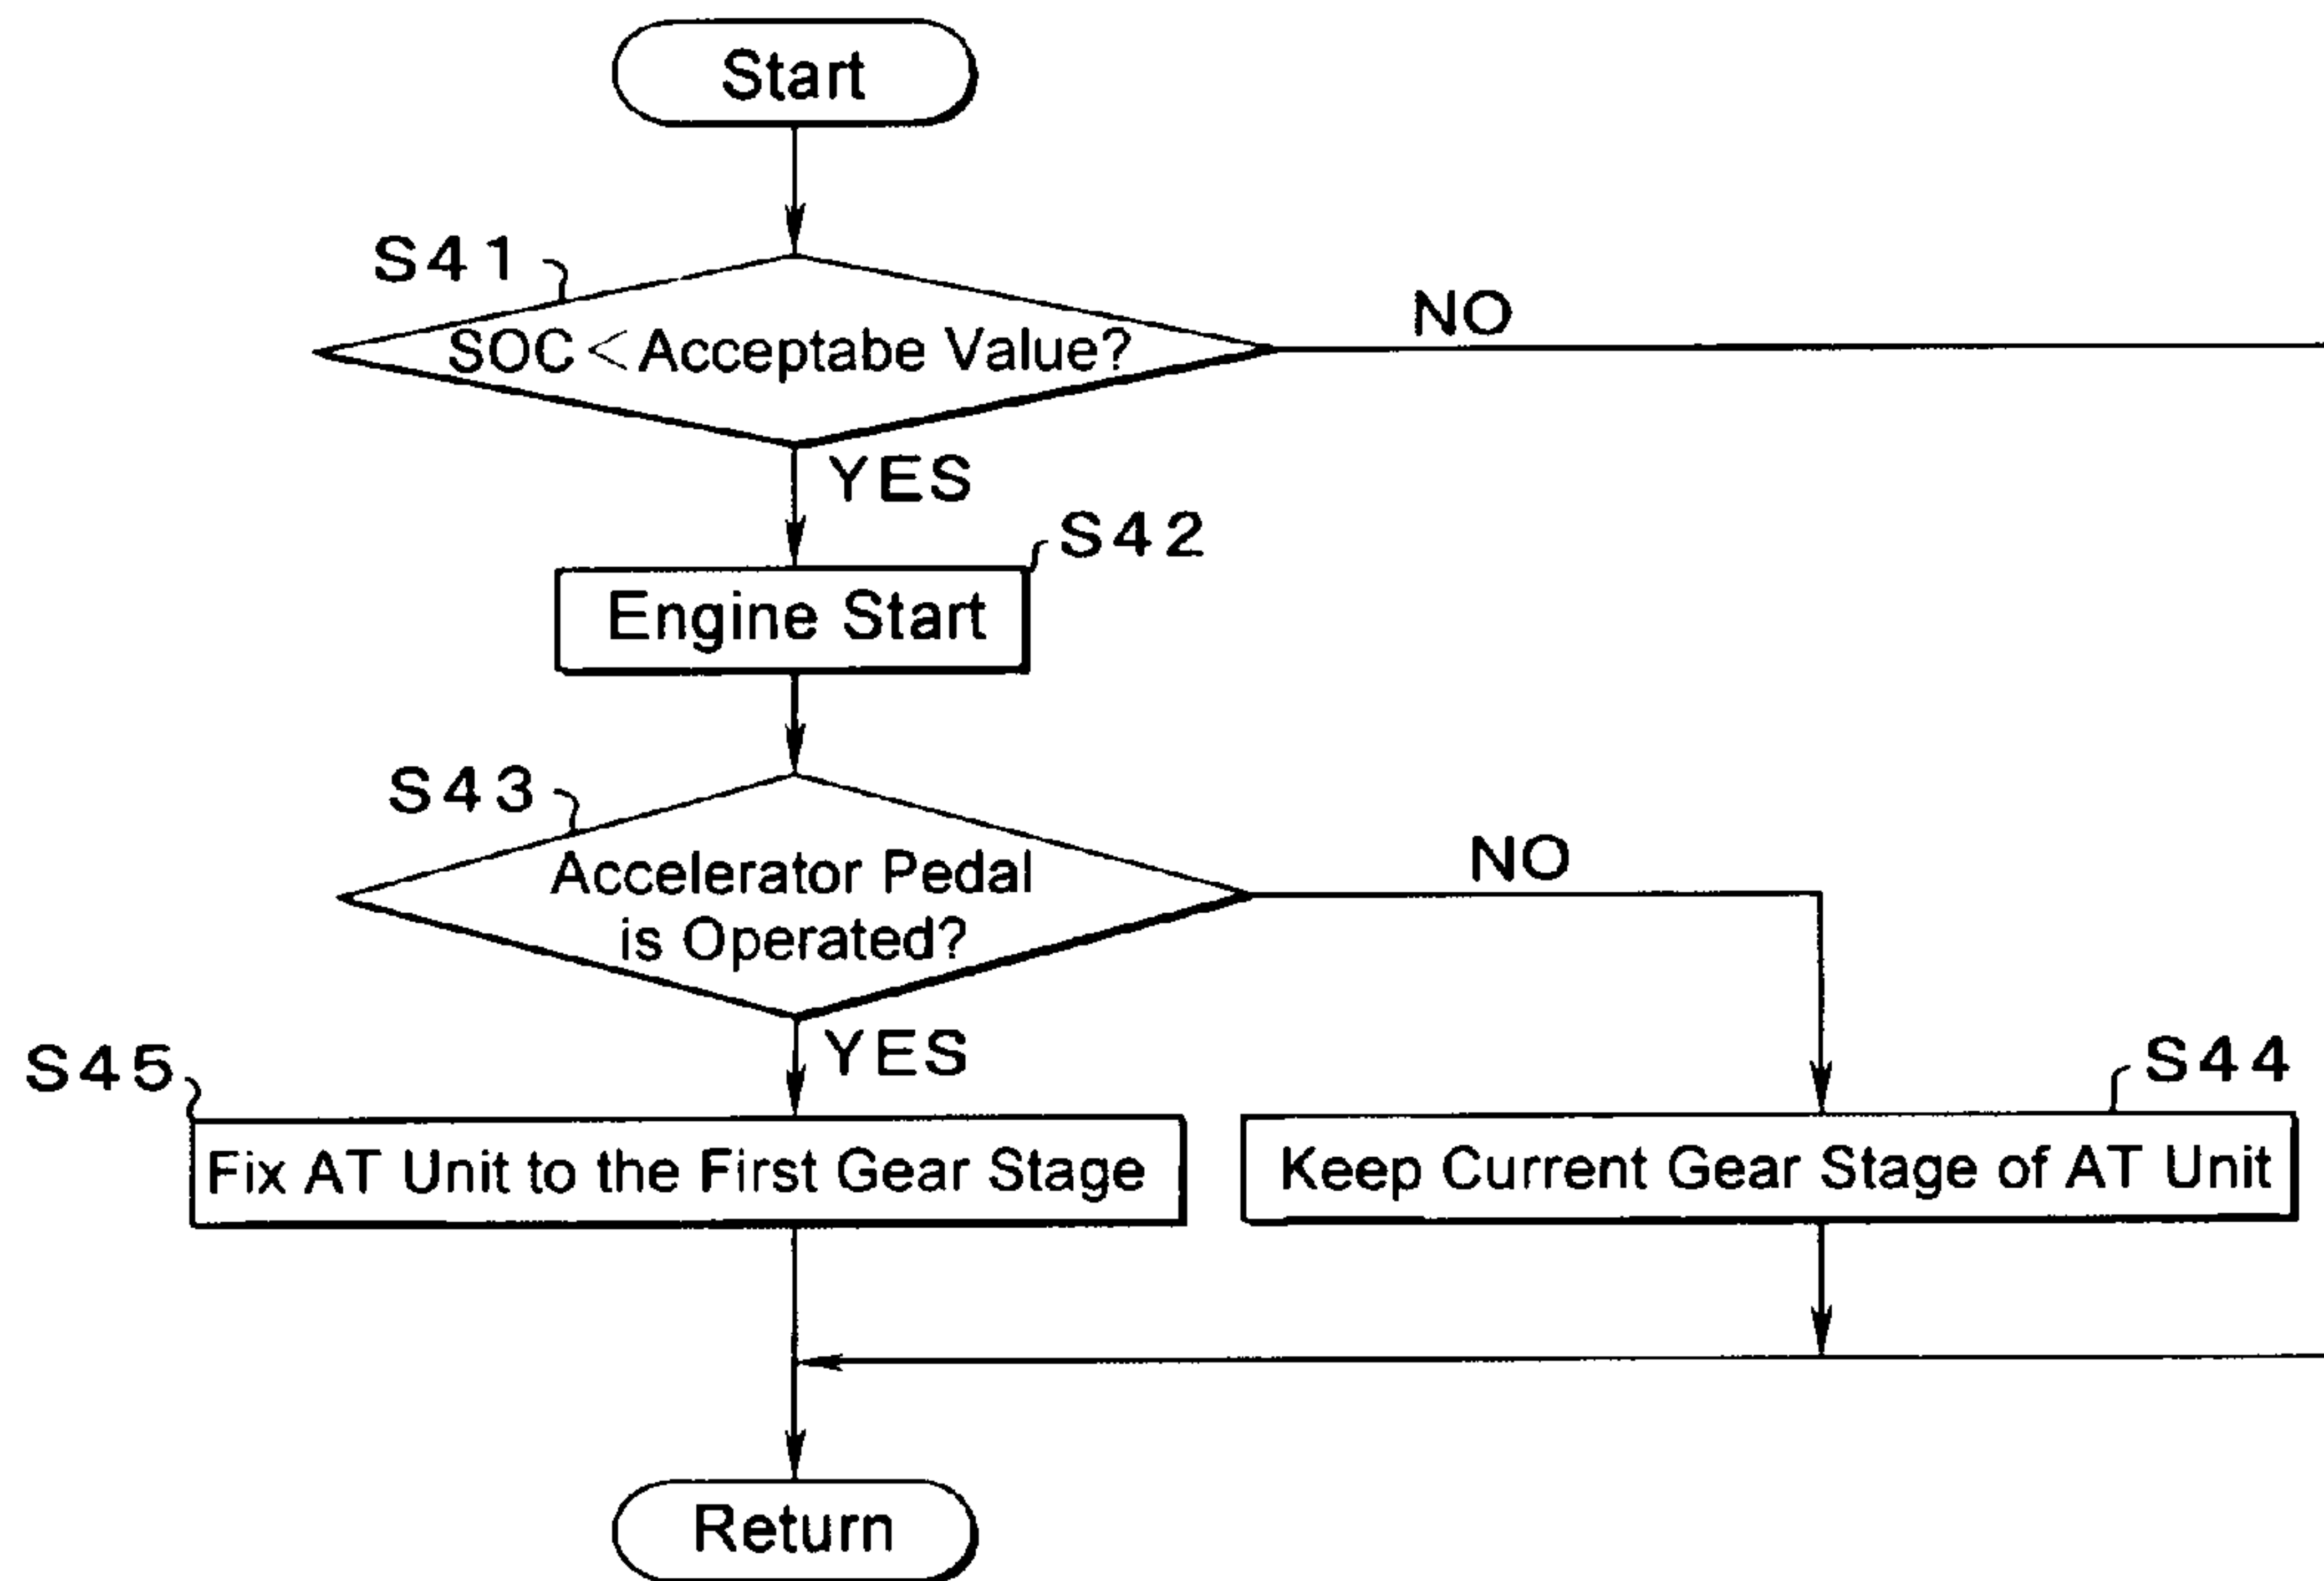 Start
S41
SOC < Acceptabe Value?
NO
YES
S42
Engine Start
S43
Accelerator Pedal
is Operated?
NO
YES
S45
S44
Fix AT Unit to the First Gear Stage
Keep Current Gear Stage of AT Unit
Return